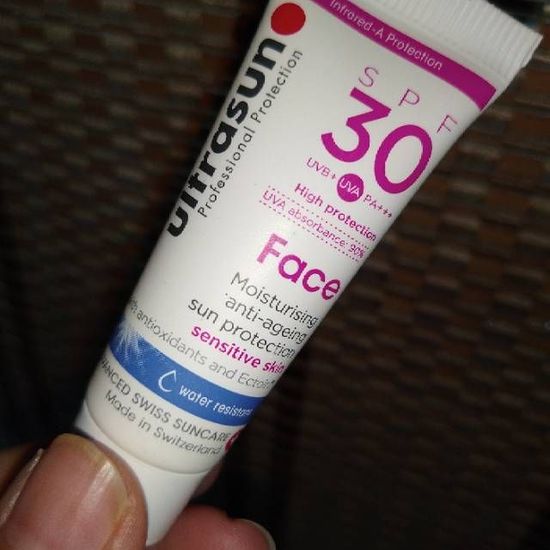 Infrared-A Protection
ultrasun
Professional Protection
SPF
30
UVB+ UVA PA+++
High protection
UVA absorbance: 90%
Face
Moisturising
anti-ageing
sun protection
sensitive skin
antioxidants and Ectoin
water resistant
SWISS SUNCARE
Made in Switzerland